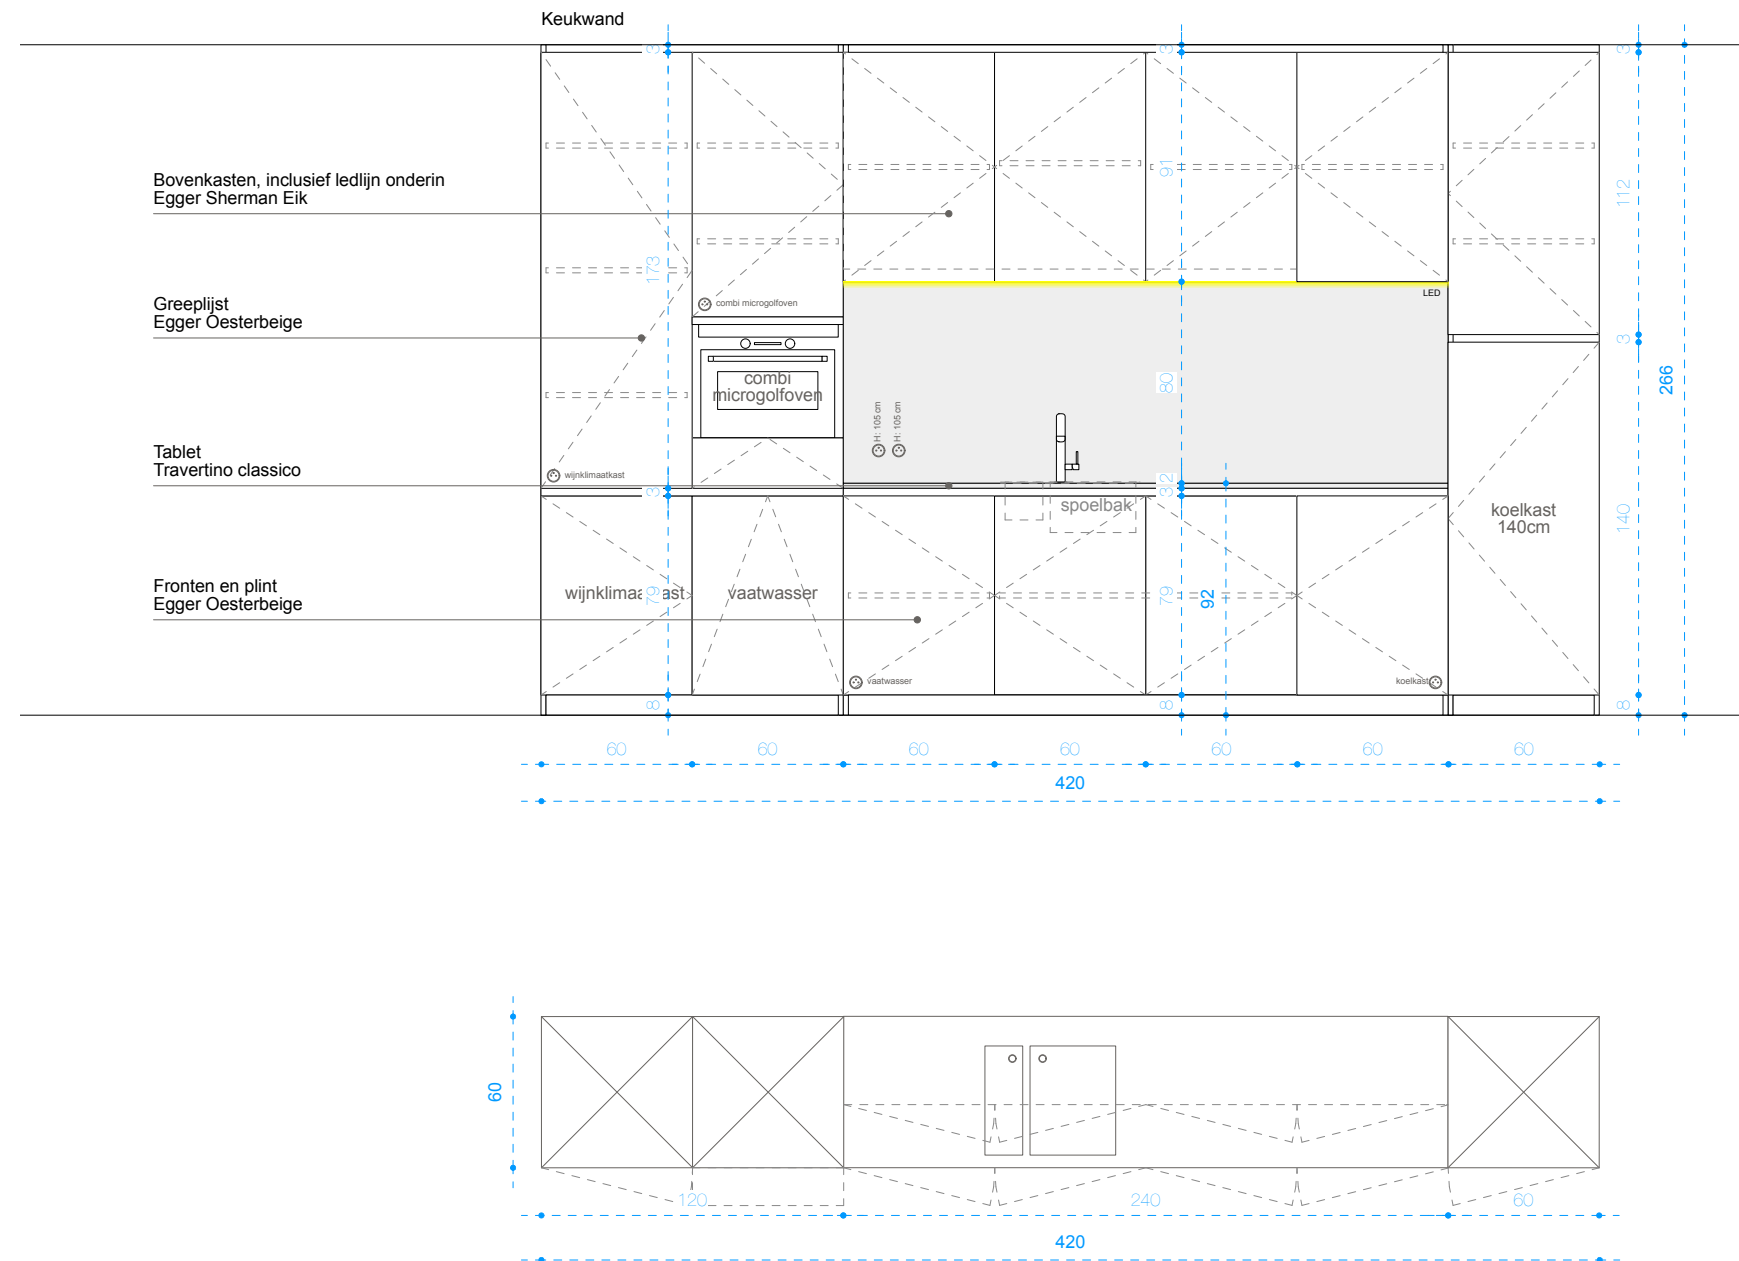 Keukwand
Bovenkasten, inclusief ledlijn onderin
Egger Sherman Eik
Greeplijst
Egger Oesterbeige
Tablet
Travertino classico
Fronten en plint
Egger Oesterbeige
3
173
3
79
8
combi microgolfoven
combi
microgolfoven
wijnklimaatkast
wijnklimaatkast
vaatwasser
3
91
80
32
79
8
92
LED
H: 105 cm
H: 105 cm
spoelbak
vaatwasser
koelkast
koelkast
140cm
3
112
3
140
8
266
60
60
60
60
60
60
60
420
60
120
240
60
420